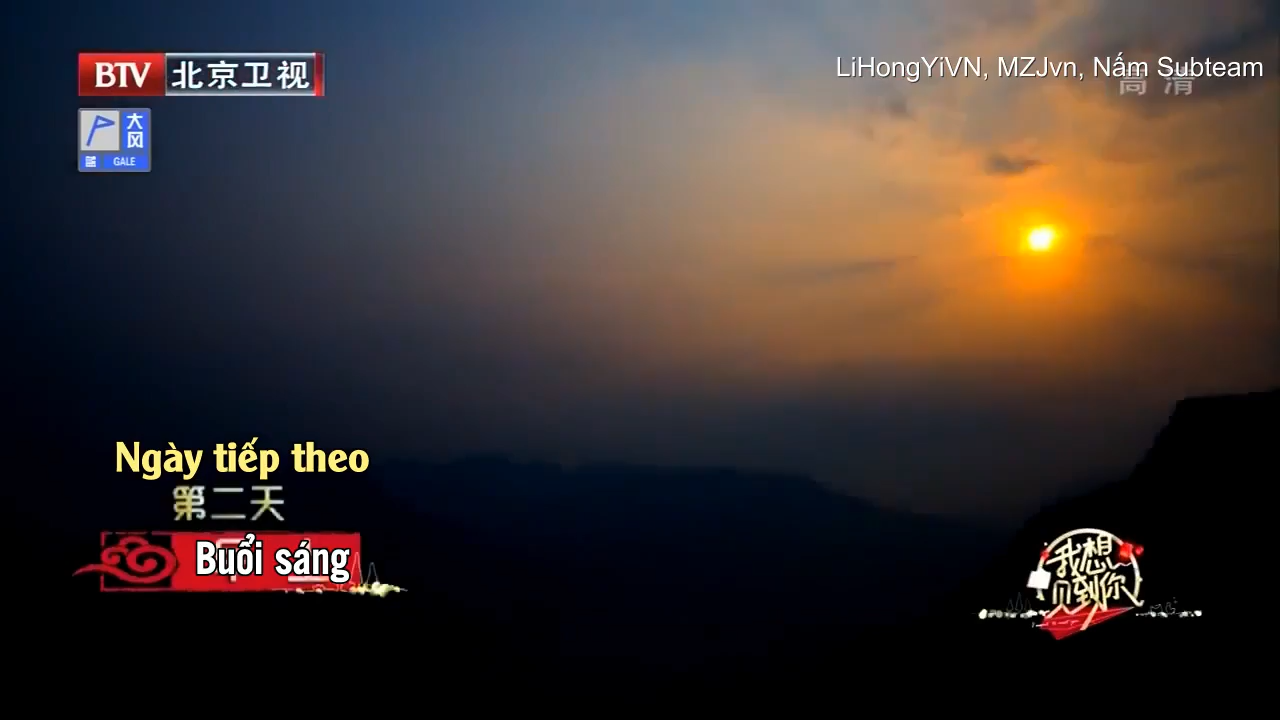 BTV 北京卫视
LiHongYiVN, MZJvn, Nấm Subteam
高清
大风
蓝 GALE
Ngày tiếp theo
第二天
Buổi sáng
我想
见到你